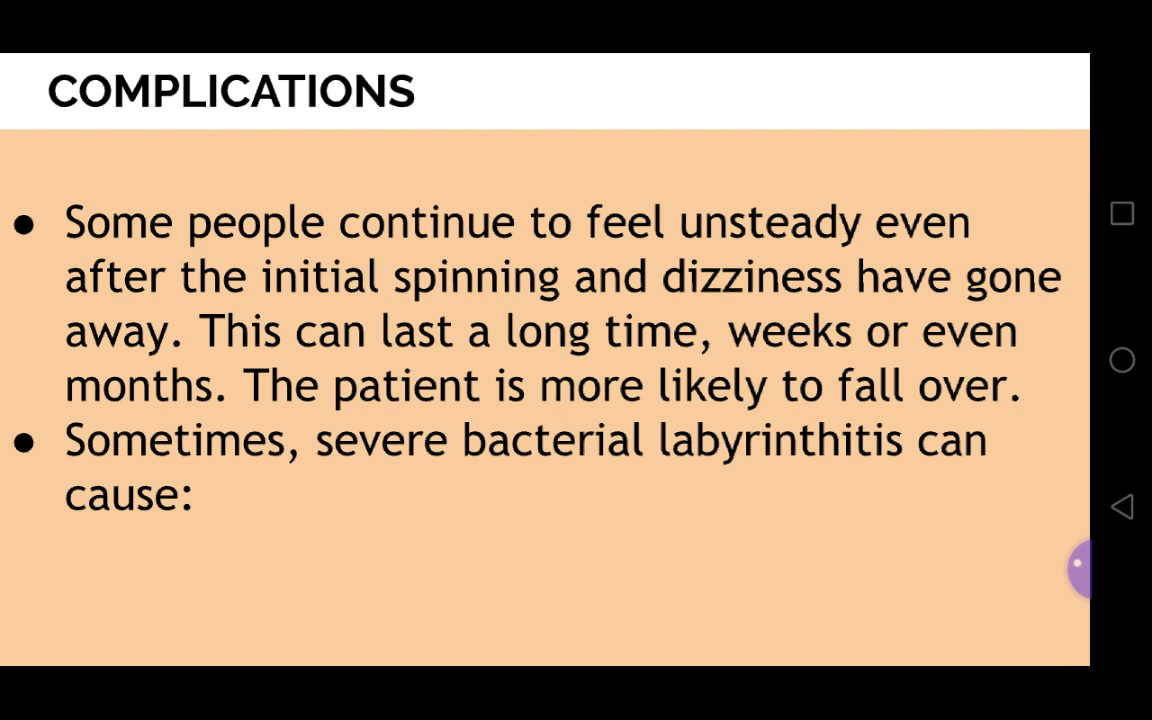 COMPLICATIONS
● Some people continue to feel unsteady even
after the initial spinning and dizziness have gone
away. This can last a long time, weeks or even
months. The patient is more likely to fall over.
● Sometimes, severe bacterial labyrinthitis can
cause: